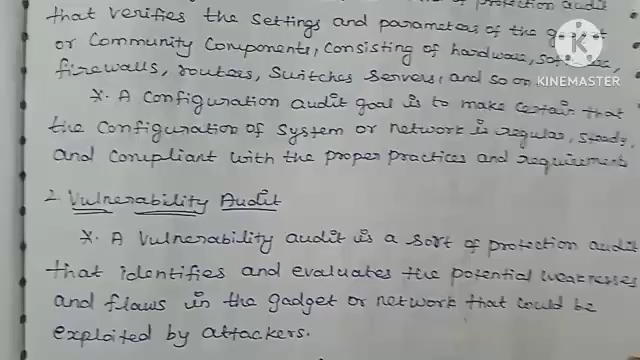 of protection audit
that verifies the settings and parameters of the
or Community Components, Consisting of hardware,
firewalls, routers, switches servers, and so on
KINEMASTER
*. A Configuration audit goal is to make certain that
the configuration of system or network is regular, steady,
and compliant with the proper practices and requirements
2. Vulnerability Audit
*. A Vulnerability audit is a sort of protection audit
that identifies and evaluates the potential weaknesses
and flaws in the gadget or network that could be
exploited by attackers.